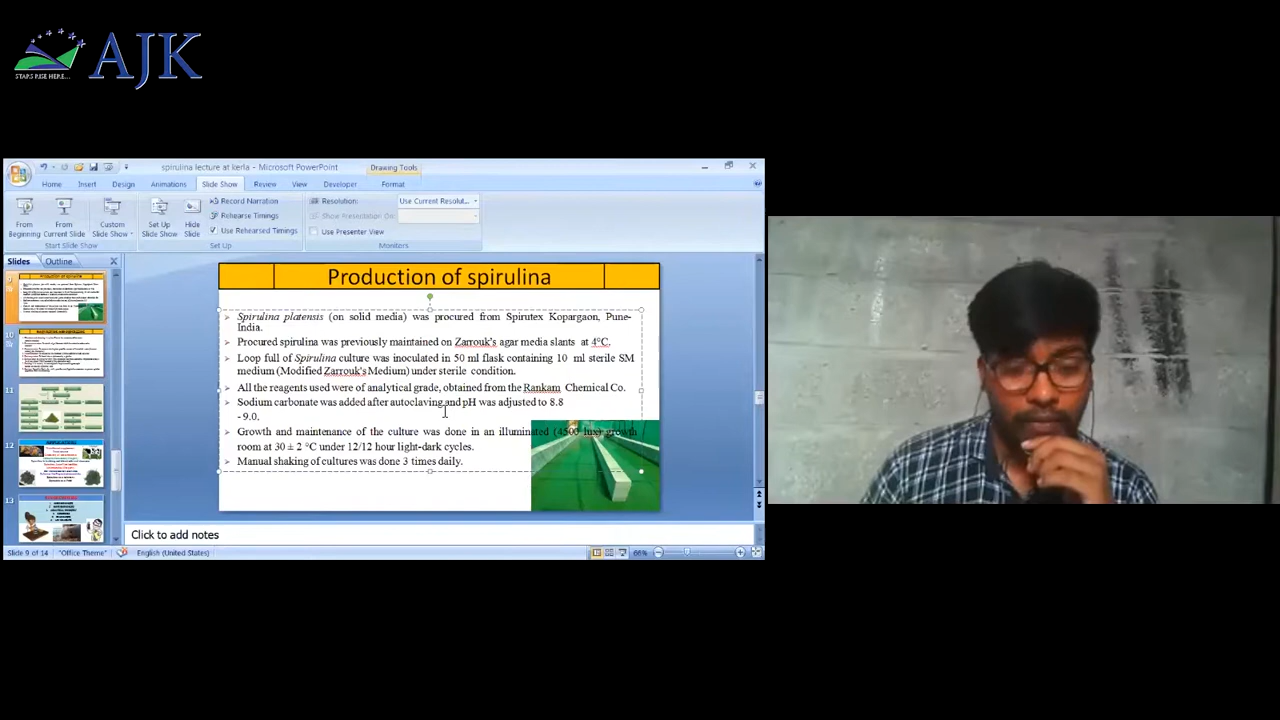 AJK
STARS RISE HERE...
spirulina lecture at kerla - Microsoft PowerPoint
Drawing Tools
Home Insert Design Animations Slide Show Review View Developer Format
From Beginning
From Current Slide
Custom Slide Show
Start Slide Show
Set Up Slide Show
Hide Slide
Record Narration
Rehearse Timings
Use Rehearsed Timings
Set Up
Resolution: Use Current Resolut...
Show Presentation On:
Use Presenter View
Monitors
Slides Outline
9
10
11
12
13
Production of spirulina
Spirulina platensis (on solid media) was procured from Spirutex Kopargaon, Pune-
India.
Procured spirulina was previously maintained on Zarrouk's agar media slants at 4°C.
Loop full of Spirulina culture was inoculated in 50 ml flask containing 10 ml sterile SM
medium (Modified Zarrouk's Medium) under sterile condition.
All the reagents used were of analytical grade, obtained from the Rankam Chemical Co.
Sodium carbonate was added after autoclaving and pH was adjusted to 8.8
- 9.0.
Growth and maintenance of the culture was done in an illuminated (4500 lux) growth
room at 30 ± 2 °C under 12/12 hour light-dark cycles.
Manual shaking of cultures was done 3 times daily.
Click to add notes
Slide 9 of 14 "Office Theme" English (United States) 66%